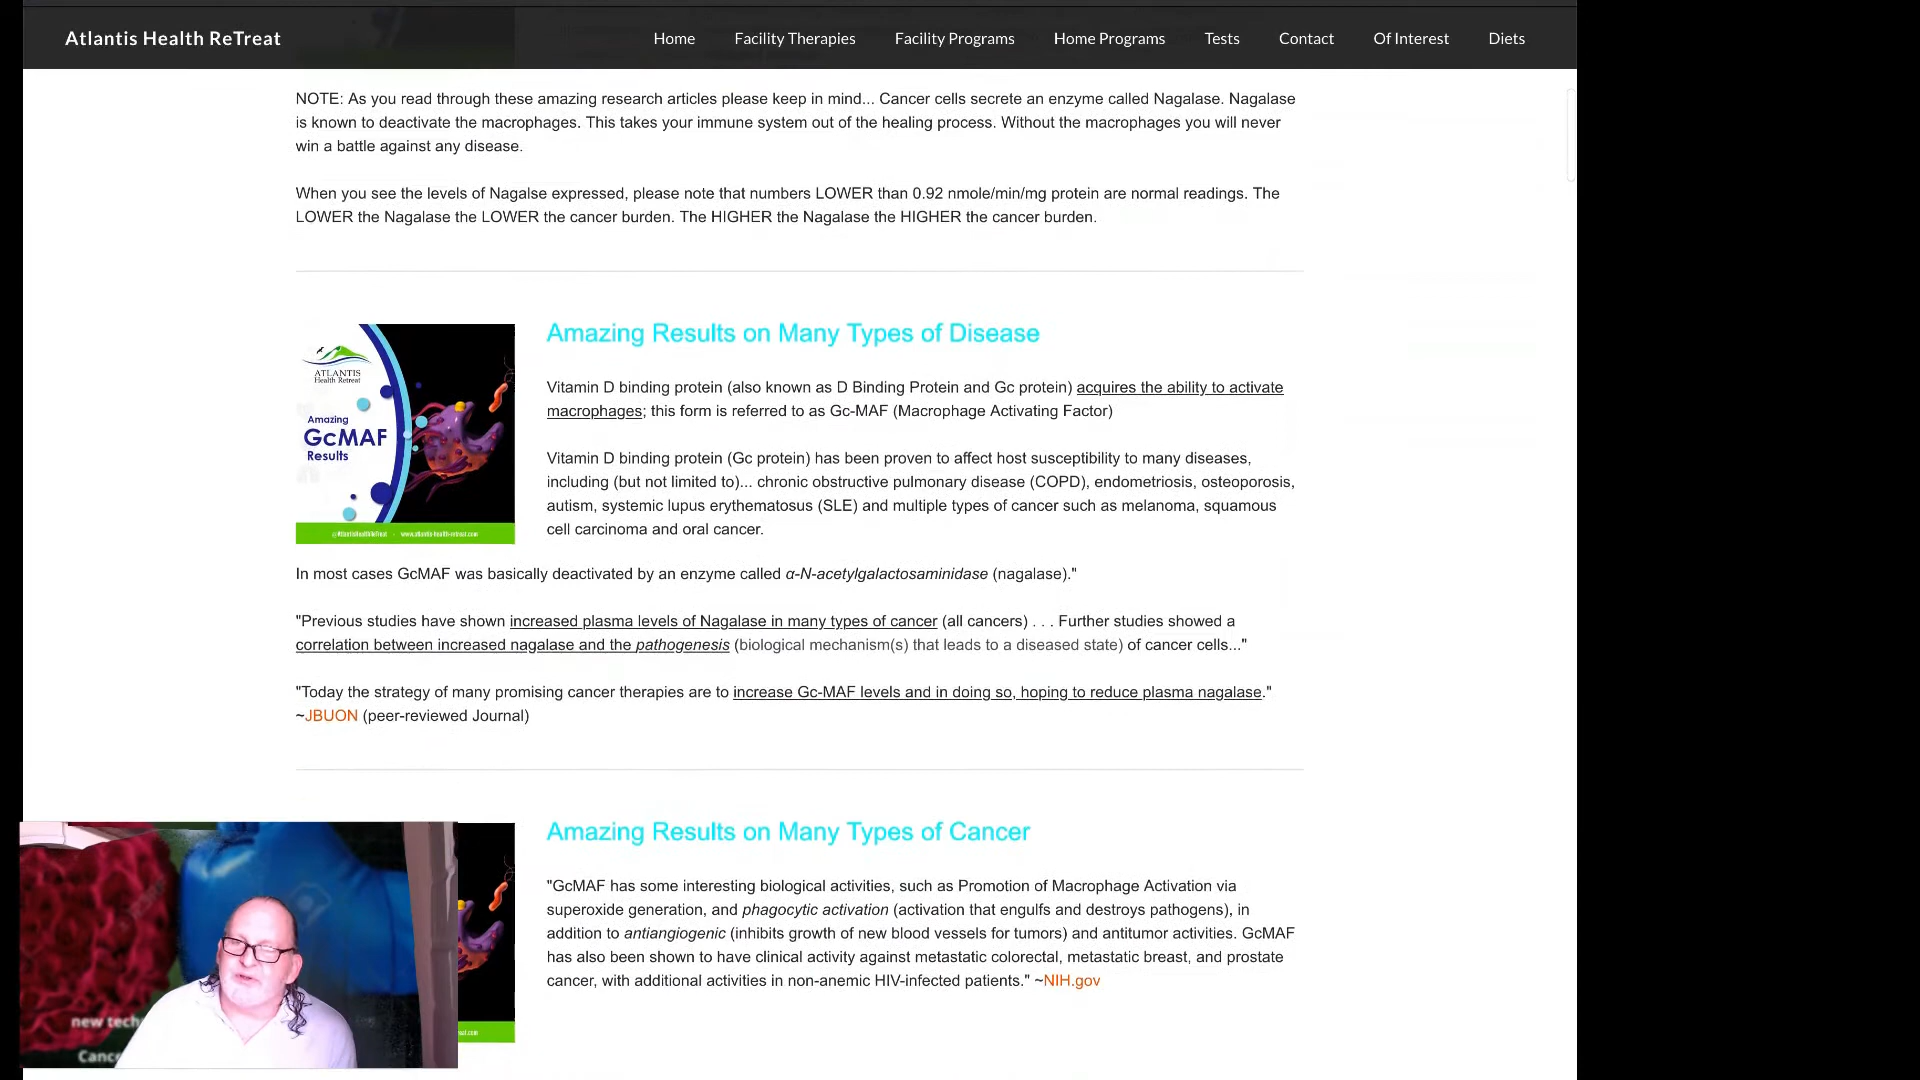 Atlantis Health ReTreat
Home Facility Therapies Facility Programs Home Programs Tests Contact Of Interest Diets
NOTE: As you read through these amazing research articles please keep in mind... Cancer cells secrete an enzyme called Nagalase. Nagalase
is known to deactivate the macrophages. This takes your immune system out of the healing process. Without the macrophages you will never
win a battle against any disease.
When you see the levels of Nagalse expressed, please note that numbers LOWER than 0.92 nmole/min/mg protein are normal readings. The
LOWER the Nagalase the LOWER the cancer burden. The HIGHER the Nagalase the HIGHER the cancer burden.
ATLANTIS
Health Retreat
Amazing
GcMAF
Results
@AtlantisHealthReTreat - www.atlantis-health-retreat.com
Amazing Results on Many Types of Disease
Vitamin D binding protein (also known as D Binding Protein and Gc protein) acquires the ability to activate
macrophages; this form is referred to as Gc-MAF (Macrophage Activating Factor)
Vitamin D binding protein (Gc protein) has been proven to affect host susceptibility to many diseases,
including (but not limited to)... chronic obstructive pulmonary disease (COPD), endometriosis, osteoporosis,
autism, systemic lupus erythematosus (SLE) and multiple types of cancer such as melanoma, squamous
cell carcinoma and oral cancer.
In most cases GcMAF was basically deactivated by an enzyme called α-N-acetylgalactosaminidase (nagalase)."
"Previous studies have shown increased plasma levels of Nagalase in many types of cancer (all cancers) . . . Further studies showed a
correlation between increased nagalase and the pathogenesis (biological mechanism(s) that leads to a diseased state) of cancer cells..."
"Today the strategy of many promising cancer therapies are to increase Gc-MAF levels and in doing so, hoping to reduce plasma nagalase."
~JBUON (peer-reviewed Journal)
Amazing Results on Many Types of Cancer
"GcMAF has some interesting biological activities, such as Promotion of Macrophage Activation via
superoxide generation, and phagocytic activation (activation that engulfs and destroys pathogens), in
addition to antiangiogenic (inhibits growth of new blood vessels for tumors) and antitumor activities. GcMAF
has also been shown to have clinical activity against metastatic colorectal, metastatic breast, and prostate
cancer, with additional activities in non-anemic HIV-infected patients." ~NIH.gov
new tech
Cance